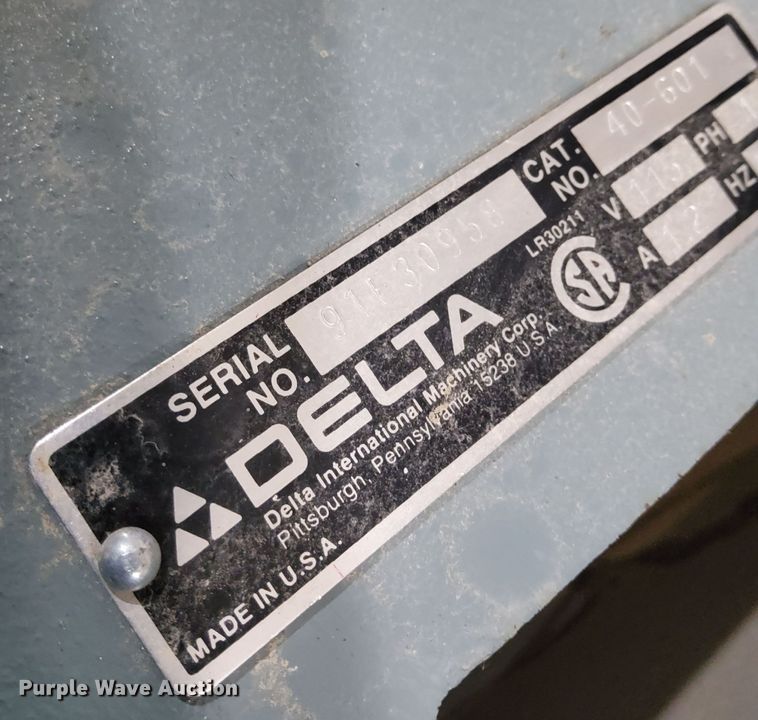 SERIAL NO. 91F30958
CAT. NO. 40-601
LR30211
V 115 PH 1
A HZ
DELTA
Delta International Machinery Corp.
Pittsburgh, Pennsylvania 15238 U.S.A.
MADE IN U.S.A.
Purple Wave Auction